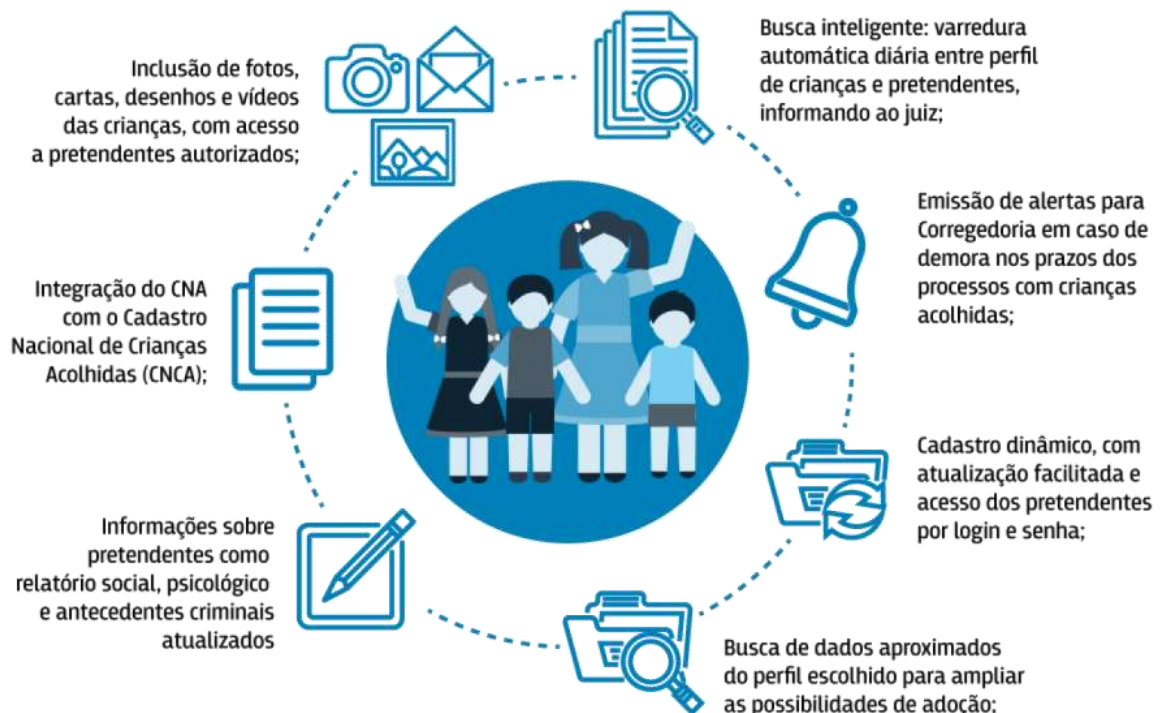 Busca inteligente: varredura
automática diária entre perfil
de crianças e pretendentes,
informando ao juiz;
Emissão de alertas para
Corregedoria em caso de
demora nos prazos dos
processos com crianças
acolhidas;
Cadastro dinâmico, com
atualização facilitada e
acesso dos pretendentes
por login e senha;
Busca de dados aproximados
do perfil escolhido para ampliar
as possibilidades de adoção;
Informações sobre
pretendentes como
relatório social, psicológico
e antecedentes criminais
atualizados
Integração do CNA
com o Cadastro
Nacional de Crianças
Acolhidas (CNCA);
Inclusão de fotos,
cartas, desenhos e vídeos
das crianças, com acesso
a pretendentes autorizados;